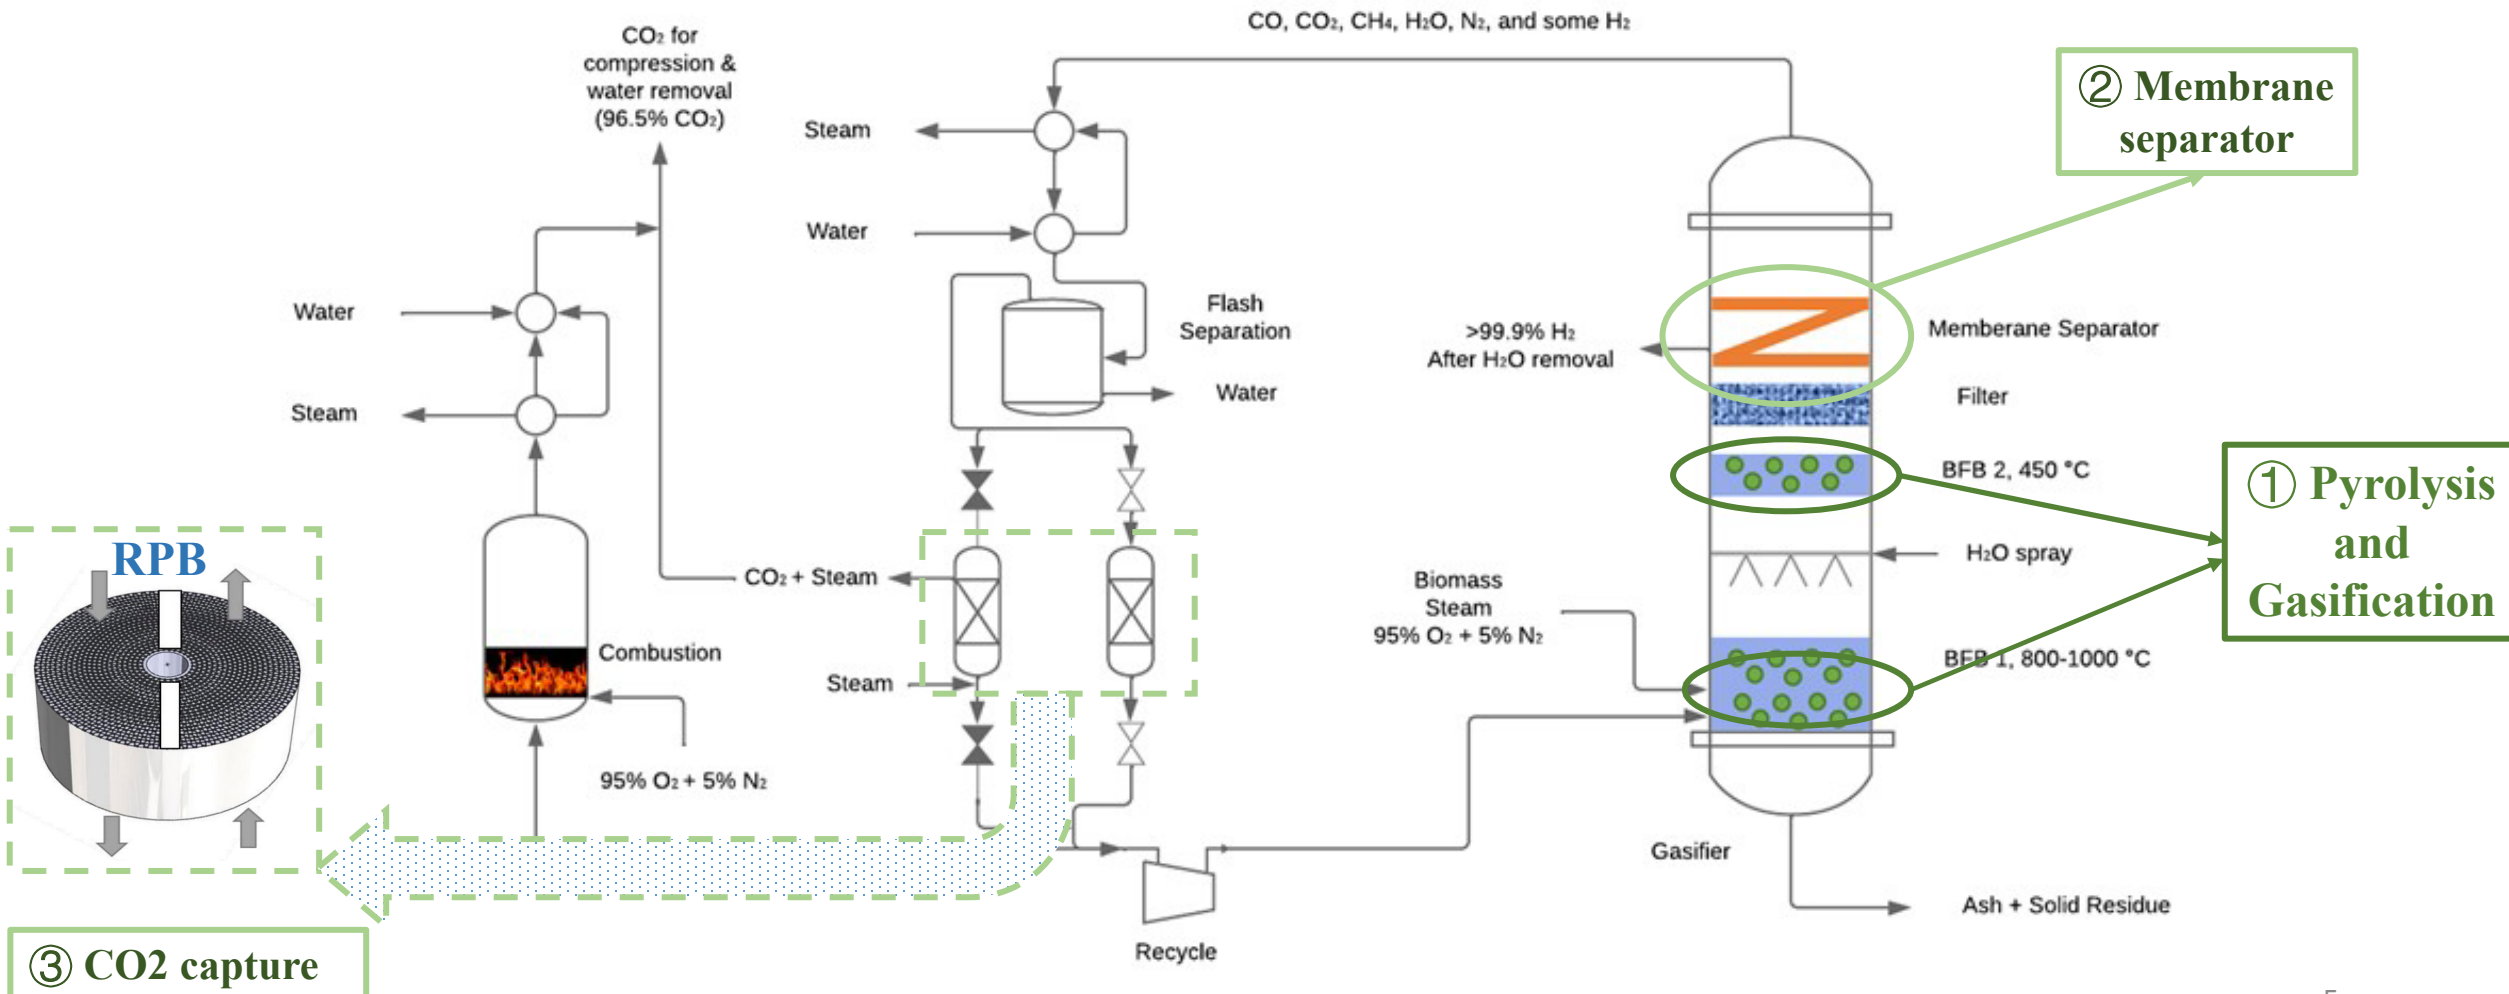 CO, CO₂, CH₄, H₂O, N₂, and some H₂
CO₂ for
compression &
water removal
(96.5% CO₂)
② Membrane
separator
Steam
Water
Water
Steam
Flash
Separation
Water
>99.9% H₂
After H₂O removal
Memberane Separator
Filter
BFB 2, 450 °C
① Pyrolysis
and
Gasification
H₂O spray
RPB
CO₂ + Steam
Biomass
Steam
95% O₂ + 5% N₂
Combustion
BFB 1, 800-1000 °C
Steam
95% O₂ + 5% N₂
Gasifier
Ash + Solid Residue
Recycle
③ CO2 capture